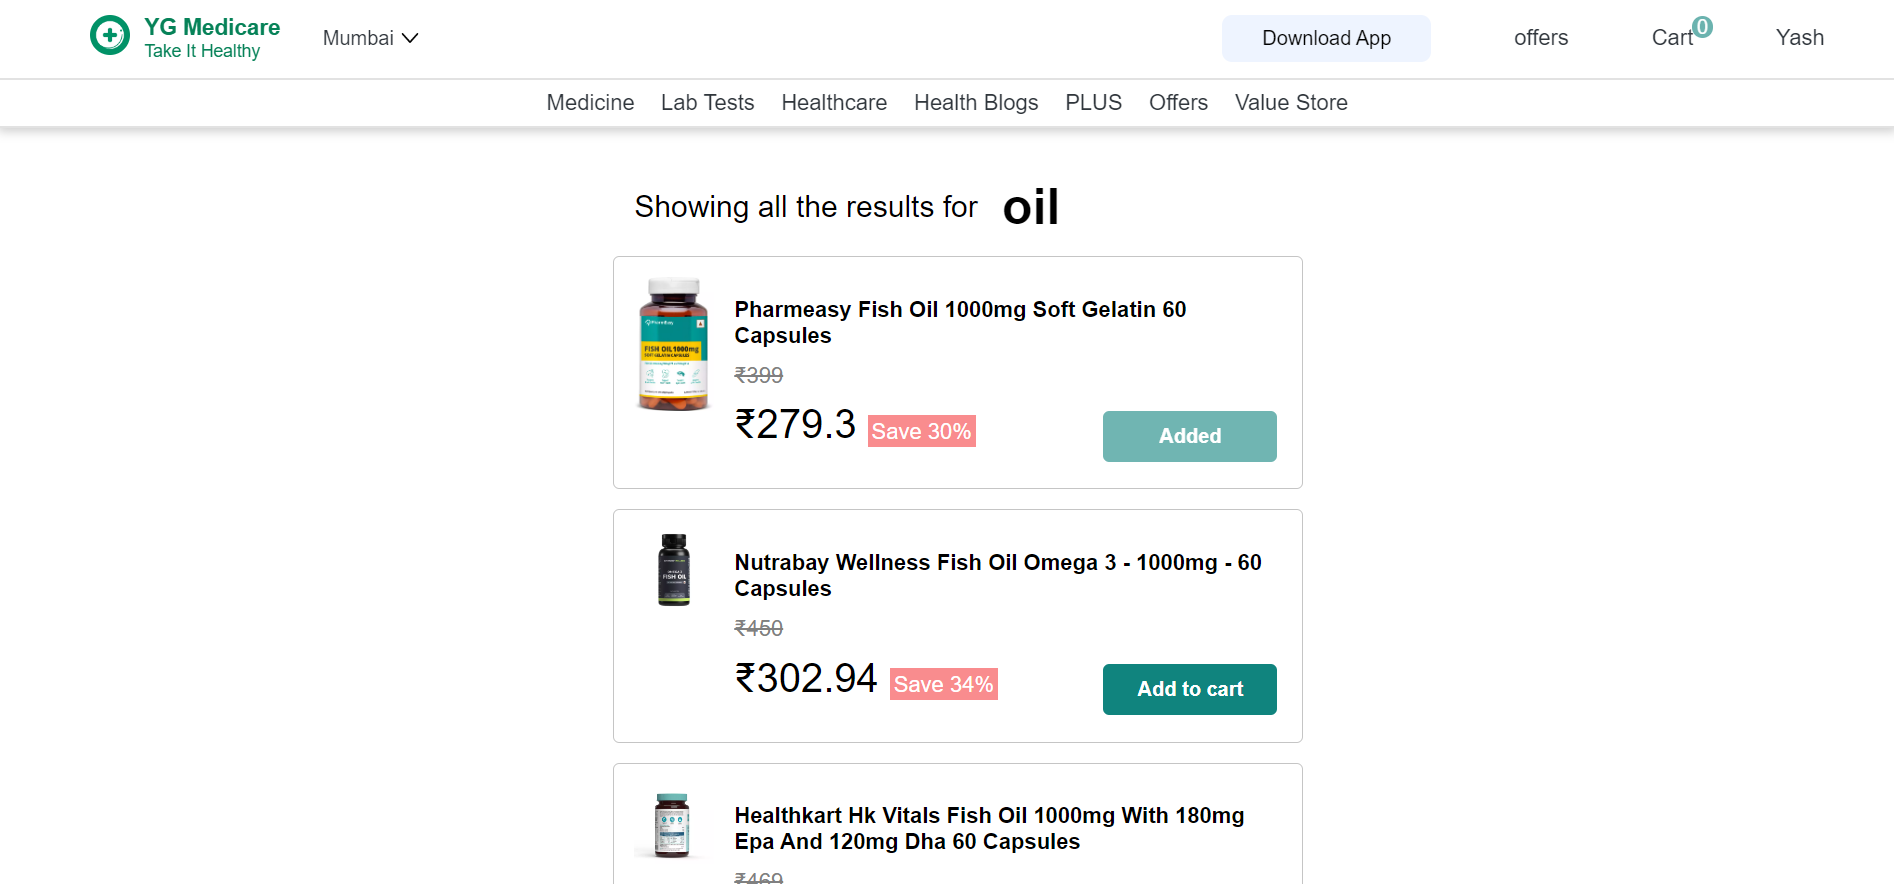 YG Medicare
Take It Healthy
Mumbai
Download App
offers
Cart
0
Yash
Medicine Lab Tests Healthcare Health Blogs PLUS Offers Value Store
Showing all the results for oil
FISH OIL 1000mg
Pharmeasy Fish Oil 1000mg Soft Gelatin 60
Capsules
₹399
₹279.3 Save 30%
Added
FISH OIL
Nutrabay Wellness Fish Oil Omega 3 - 1000mg - 60
Capsules
₹450
₹302.94 Save 34%
Add to cart
Healthkart Hk Vitals Fish Oil 1000mg With 180mg
Epa And 120mg Dha 60 Capsules
₹469